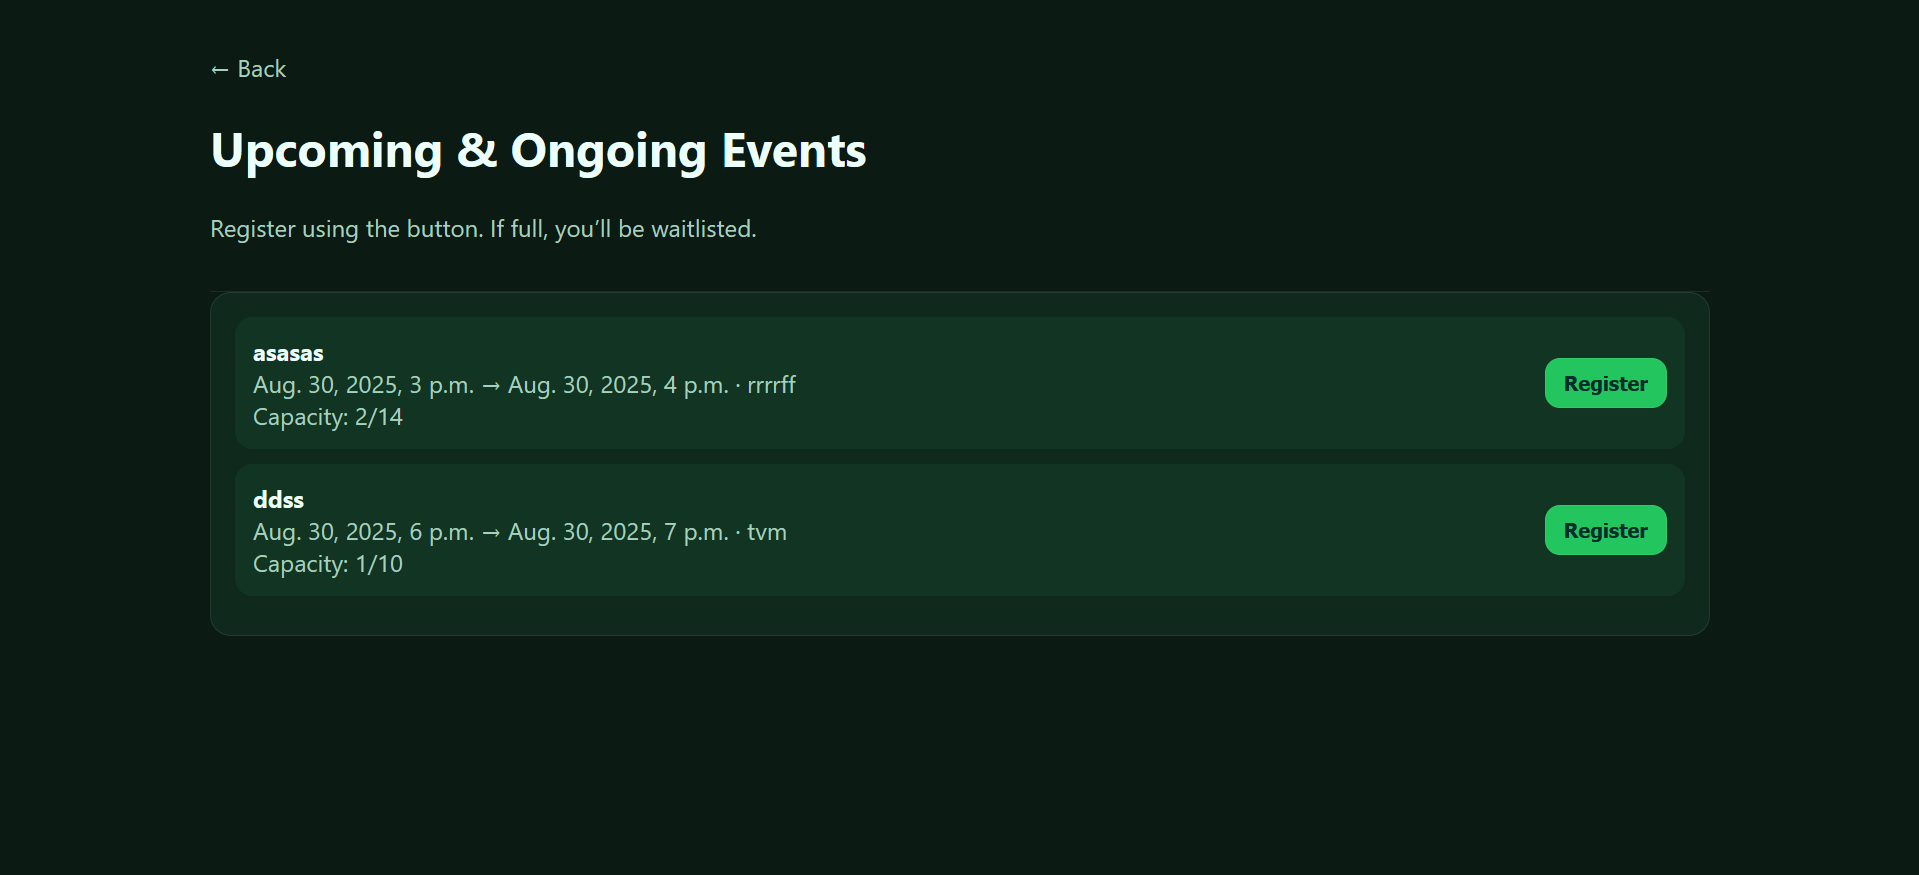 ← Back
Upcoming & Ongoing Events
Register using the button. If full, you’ll be waitlisted.
asasas
Aug. 30, 2025, 3 p.m. → Aug. 30, 2025, 4 p.m. · rrrrff
Capacity: 2/14
Register
ddss
Aug. 30, 2025, 6 p.m. → Aug. 30, 2025, 7 p.m. · tvm
Capacity: 1/10
Register